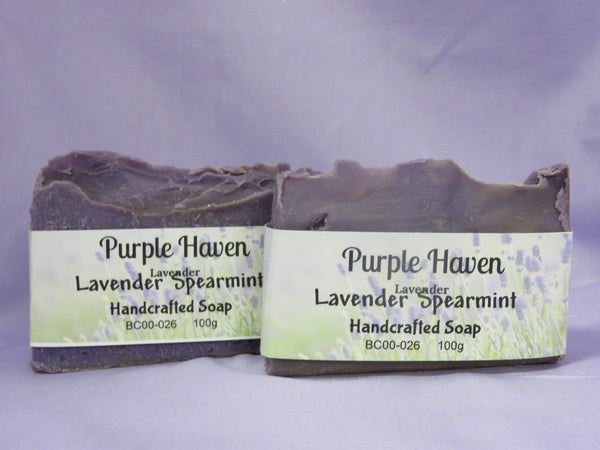 Purple Haven
Lavender
Lavender Spearmint
Handcrafted Soap
BC00-026 100g
Purple Haven
Lavender
Lavender Spearmint
Handcrafted Soap
BC00-026 100g